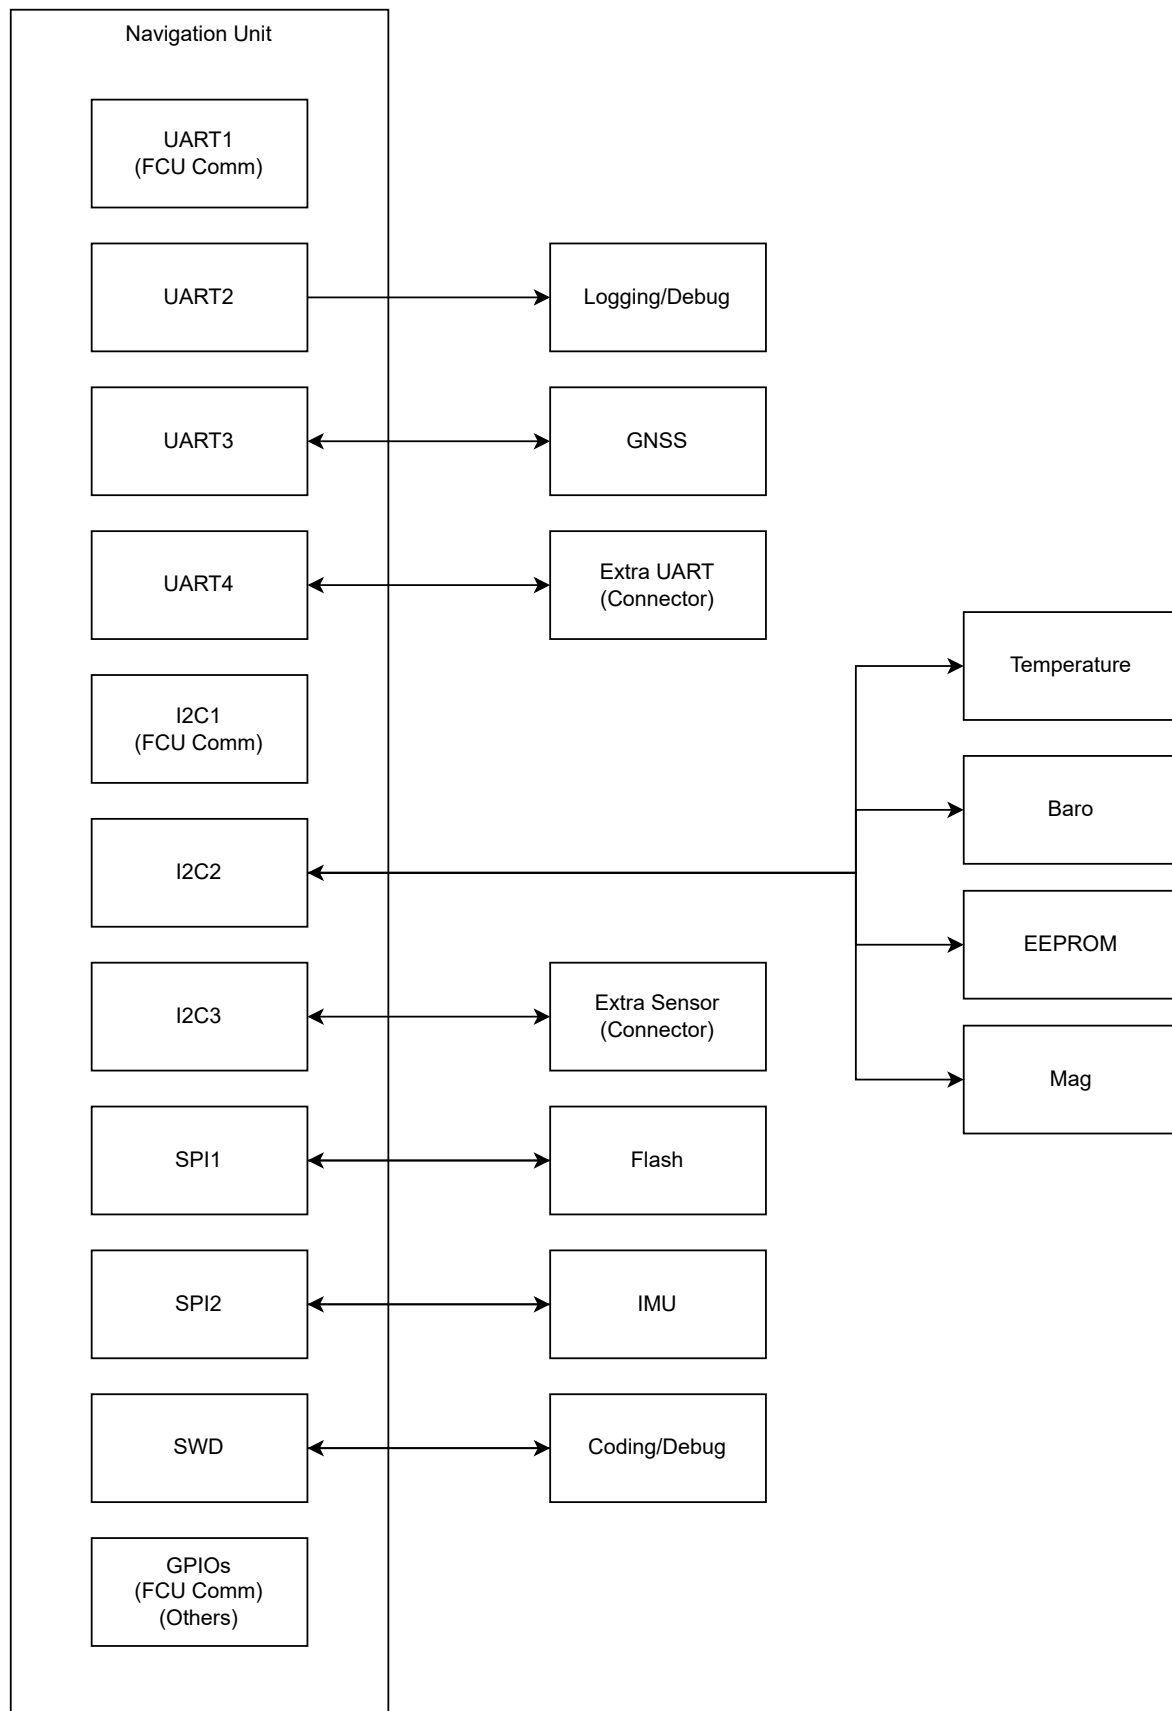 Navigation Unit
UART1
(FCU Comm)
UART2
Logging/Debug
UART3
GNSS
UART4
Extra UART
(Connector)
Temperature
I2C1
(FCU Comm)
Baro
I2C2
EEPROM
I2C3
Extra Sensor
(Connector)
Mag
SPI1
Flash
SPI2
IMU
SWD
Coding/Debug
GPIOs
(FCU Comm)
(Others)